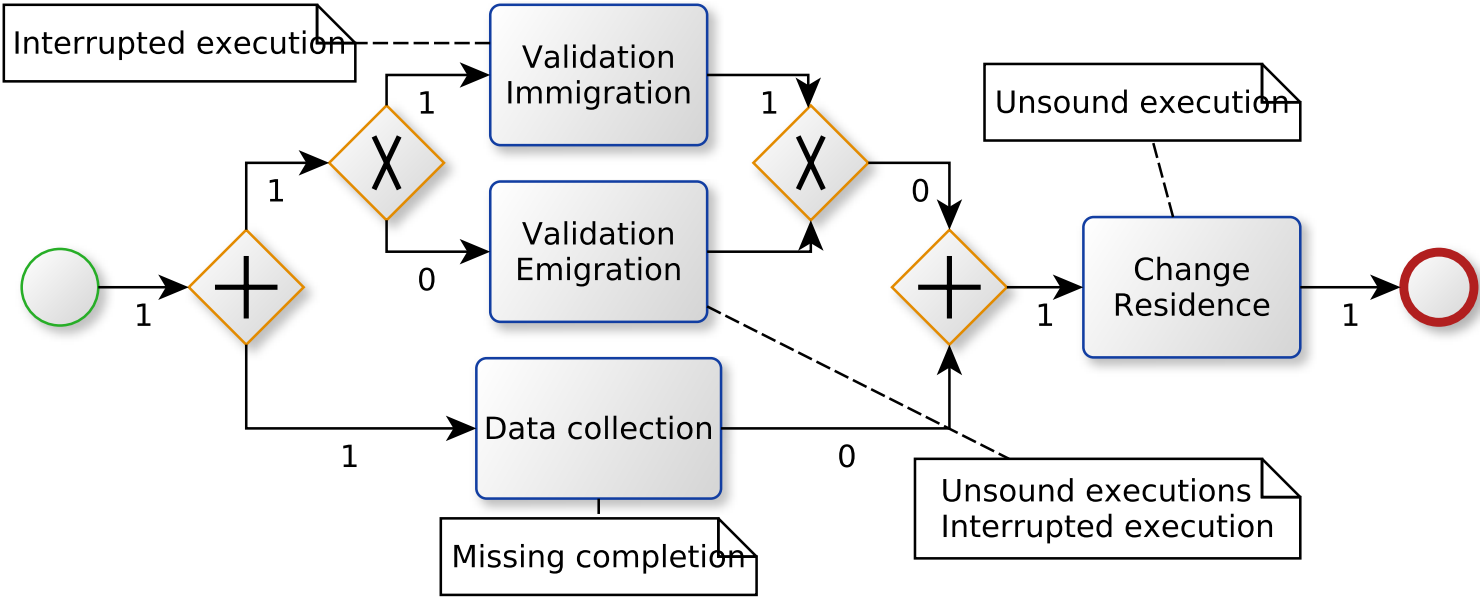 Interrupted execution
Validation
Immigration
Unsound execution
1
1
1
0
Validation
Emigration
0
Change
Residence
1
1
1
Data collection
1
0
Unsound executions
Interrupted execution
Missing completion